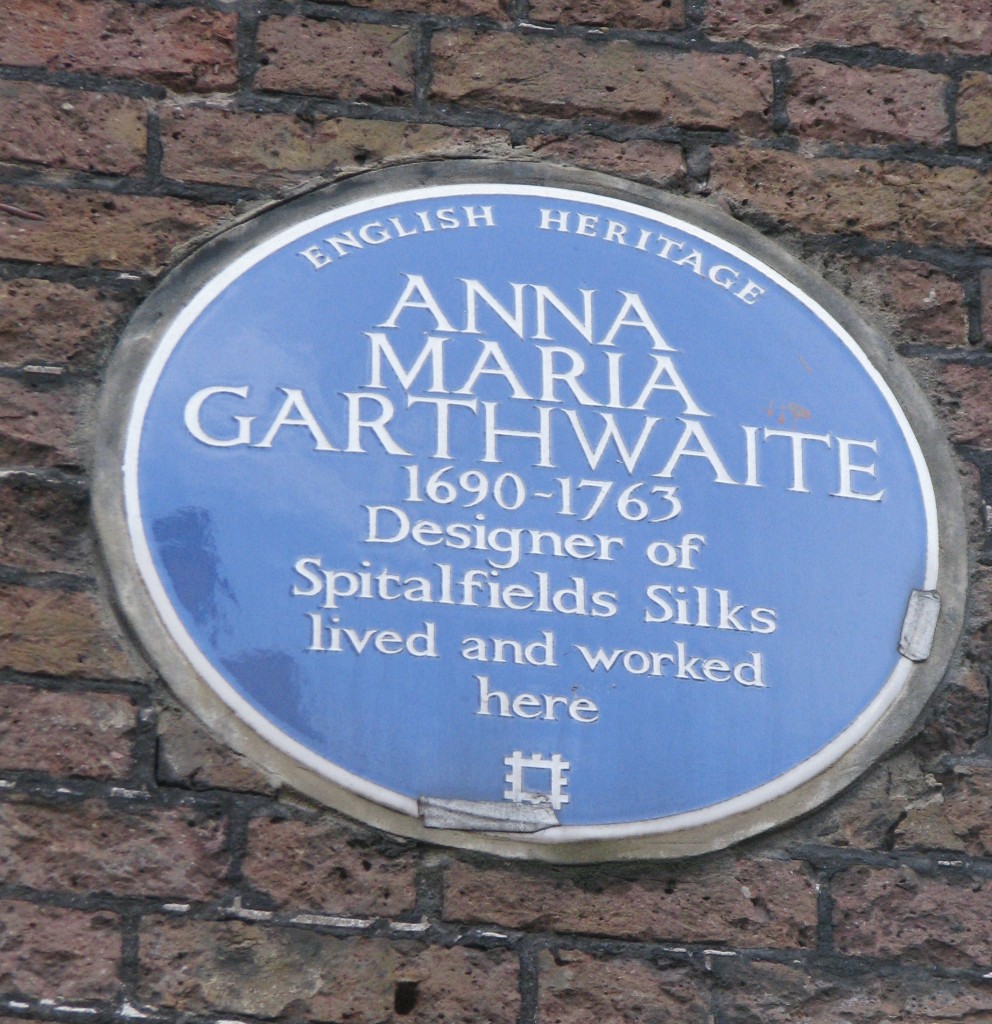 ENGLISH HERITAGE
ANNA
MARIA
GARTHWAITE
1690-1763
Designer of
Spitalfields Silks
lived and worked
here